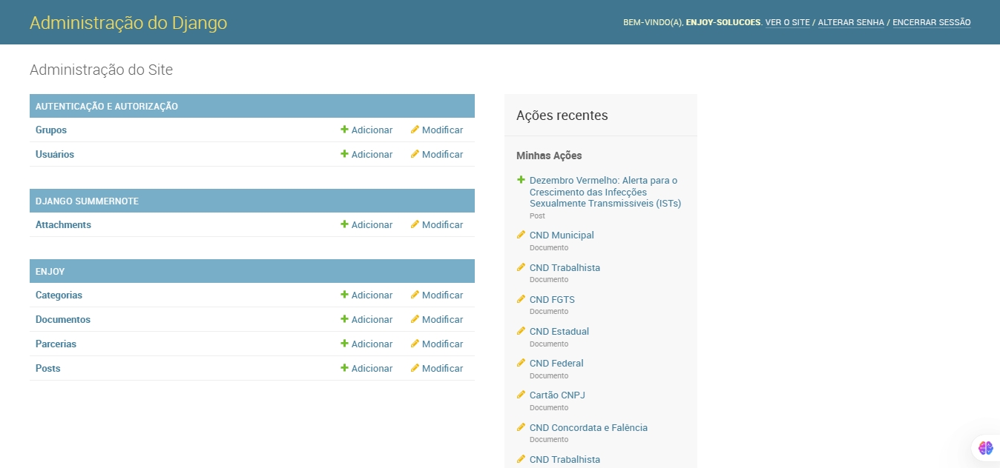 Administração do Django
BEM-VINDO(A), ENJOY-SOLUCOES. VER O SITE / ALTERAR SENHA / ENCERRAR SESSÃO
Administração do Site
AUTENTICAÇÃO E AUTORIZAÇÃO
Grupos Adicionar Modificar
Usuários Adicionar Modificar
DJANGO SUMMERNOTE
Attachments Adicionar Modificar
ENJOY
Categorias Adicionar Modificar
Documentos Adicionar Modificar
Parcerias Adicionar Modificar
Posts Adicionar Modificar
Ações recentes
Minhas Ações
Dezembro Vermelho: Alerta para o
Crescimento das Infecções
Sexualmente Transmissíveis (ISTs)
Post
CND Municipal
Documento
CND Trabalhista
Documento
CND FGTS
Documento
CND Estadual
Documento
CND Federal
Documento
Cartão CNPJ
Documento
CND Concordata e Falência
Documento
CND Trabalhista